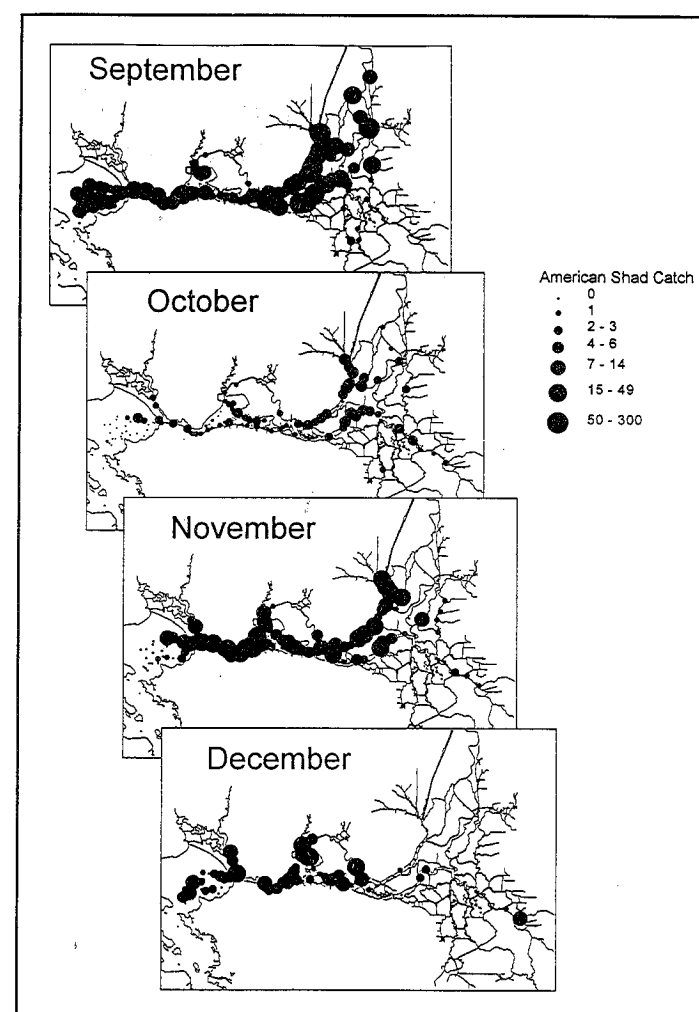 September
October
November
December
American Shad Catch
0
1
2 - 3
4 - 6
7 - 14
15 - 49
50 - 300